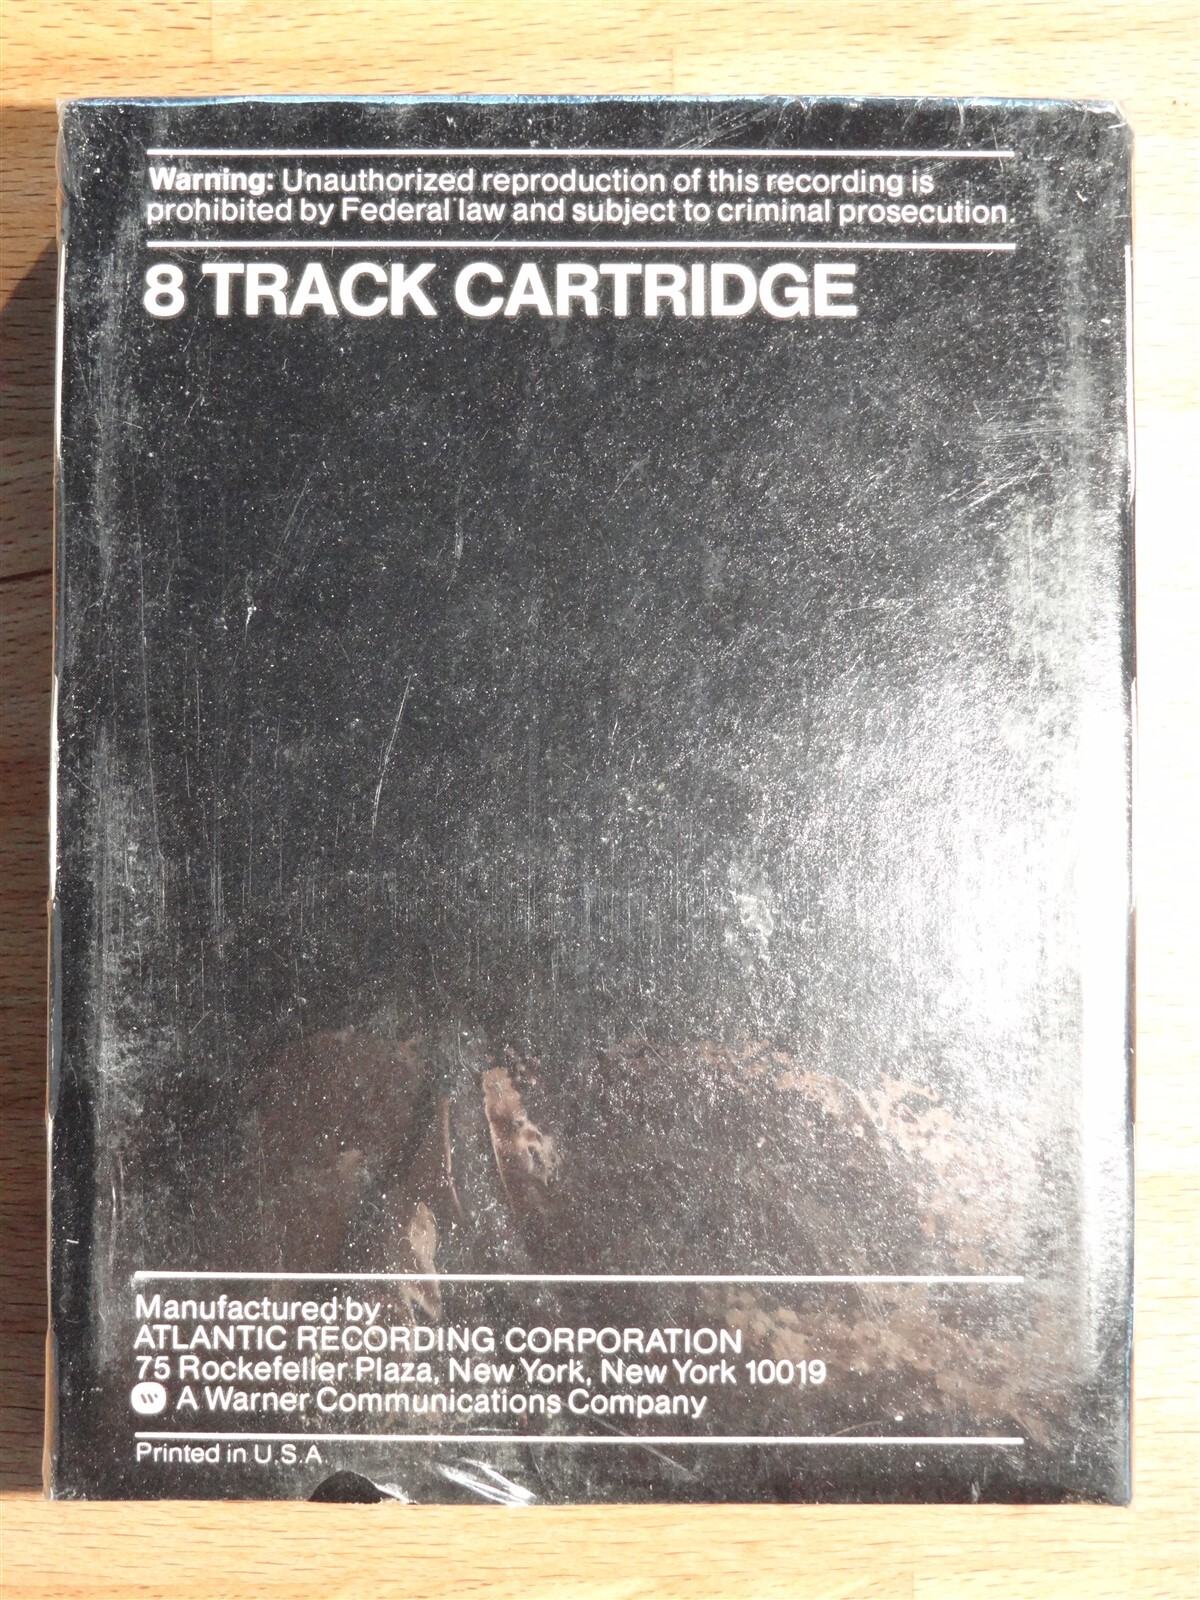 Warning: Unauthorized reproduction of this recording is
prohibited by Federal law and subject to criminal prosecution.
8 TRACK CARTRIDGE
Manufactured by
ATLANTIC RECORDING CORPORATION
75 Rockefeller Plaza, New York, New York 10019
A Warner Communications Company
Printed in U.S.A